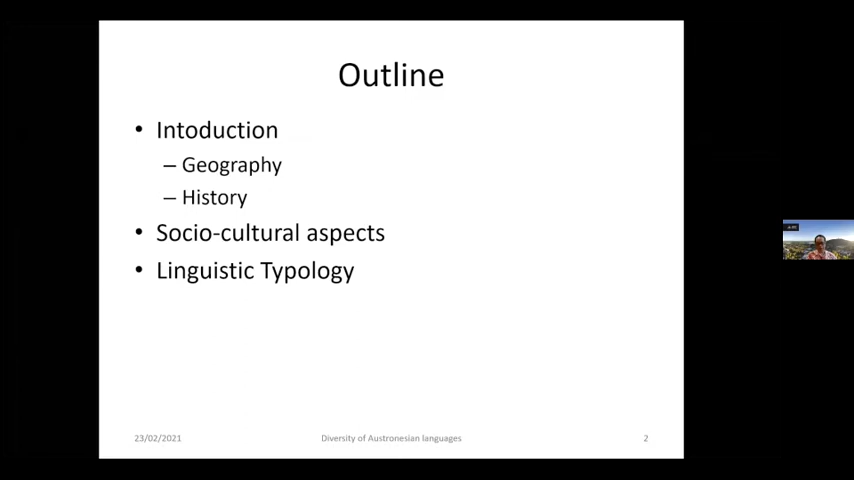 Outline
• Intoduction
– Geography
– History
• Socio-cultural aspects
• Linguistic Typology
23/02/2021 Diversity of Austronesian languages 2